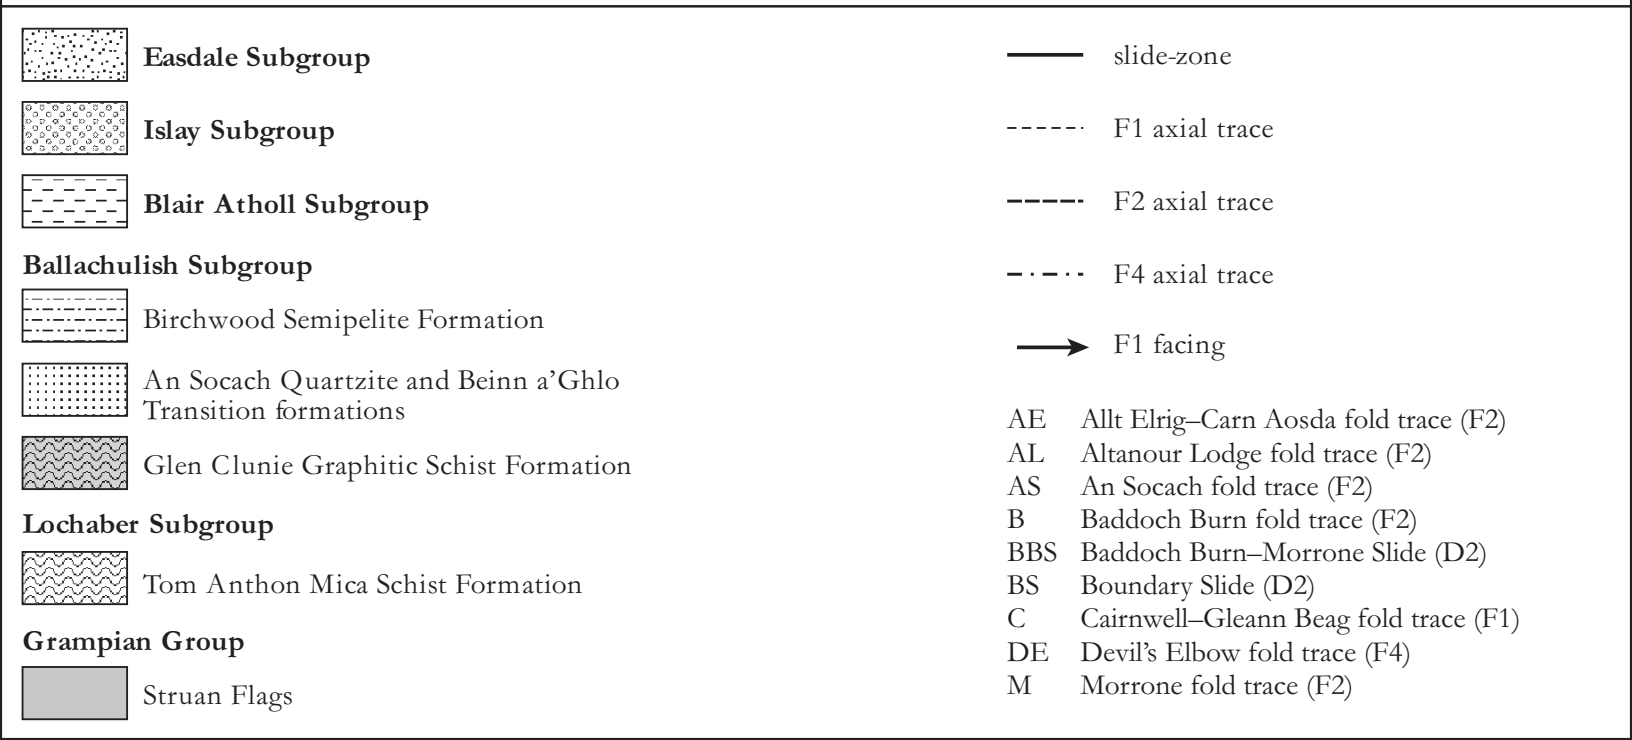 Easdale Subgroup
Islay Subgroup
Blair Atholl Subgroup
Ballachulish Subgroup
Birchwood Semipelite Formation
An Socach Quartzite and Beinn a’Ghlo
Transition formations
Glen Clunie Graphitic Schist Formation
Lochaber Subgroup
Tom Anthon Mica Schist Formation
Grampian Group
Struan Flags
slide-zone
F1 axial trace
F2 axial trace
F4 axial trace
F1 facing
AE Allt Elrig–Carn Aosda fold trace (F2)
AL Altanour Lodge fold trace (F2)
AS An Socach fold trace (F2)
B Baddoch Burn fold trace (F2)
BBS Baddoch Burn–Morrone Slide (D2)
BS Boundary Slide (D2)
C Cairnwell–Gleann Beag fold trace (F1)
DE Devil’s Elbow fold trace (F4)
M Morrone fold trace (F2)